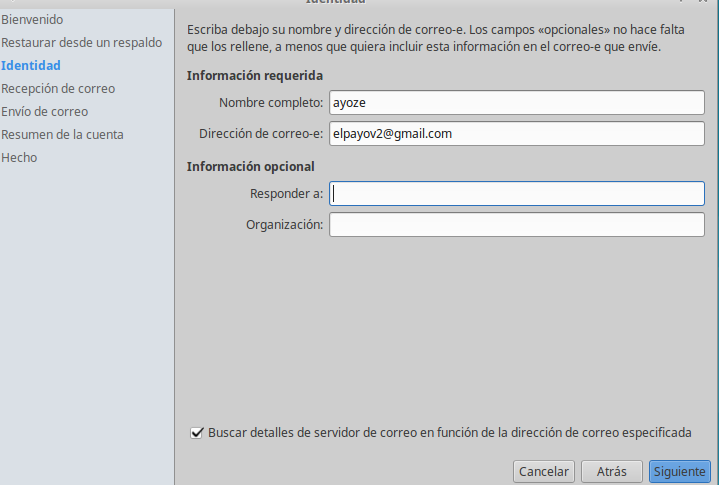 Identidad
Bienvenido
Restaurar desde un respaldo
Identidad
Recepción de correo
Envío de correo
Resumen de la cuenta
Hecho
Escriba debajo su nombre y dirección de correo-e. Los campos «opcionales» no hace falta
que los rellene, a menos que quiera incluir esta información en el correo-e que envíe.
Información requerida
Nombre completo: ayoze
Dirección de correo-e: elpayov2@gmail.com
Información opcional
Responder a:
Organización:
Buscar detalles de servidor de correo en función de la dirección de correo especificada
Cancelar Atrás Siguiente